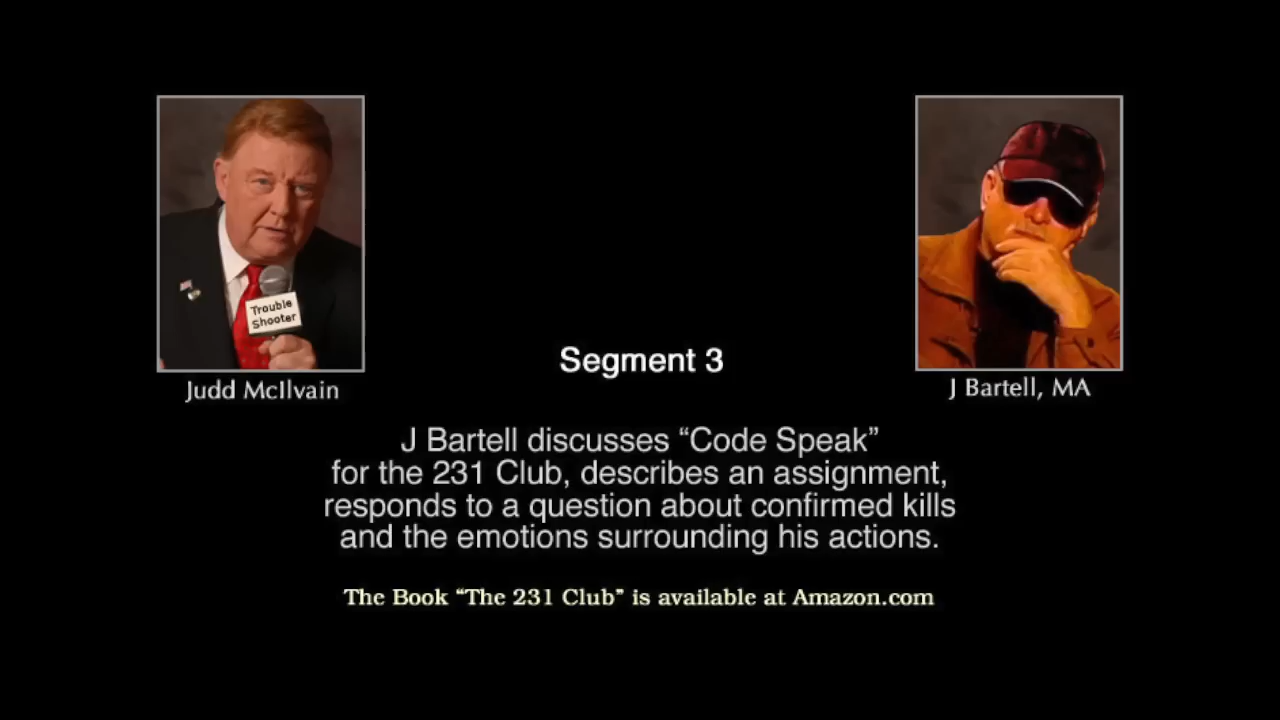 Trouble
Shooter
Judd McIlvain
J Bartell, MA
Segment 3
J Bartell discusses “Code Speak”
for the 231 Club, describes an assignment,
responds to a question about confirmed kills
and the emotions surrounding his actions.
The Book “The 231 Club” is available at Amazon.com